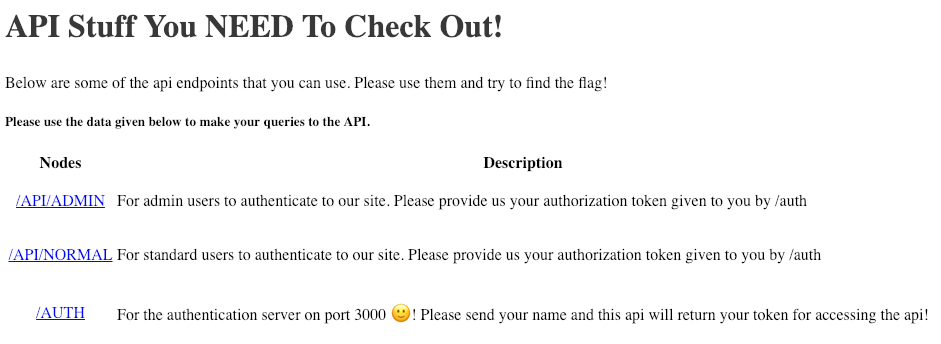 API Stuff You NEED To Check Out!
Below are some of the api endpoints that you can use. Please use them and try to find the flag!
Please use the data given below to make your queries to the API.
Nodes Description
/API/ADMIN For admin users to authenticate to our site. Please provide us your authorization token given to you by /auth
/API/NORMAL For standard users to authenticate to our site. Please provide us your authorization token given to you by /auth
/AUTH For the authentication server on port 3000 🙂! Please send your name and this api will return your token for accessing the api!